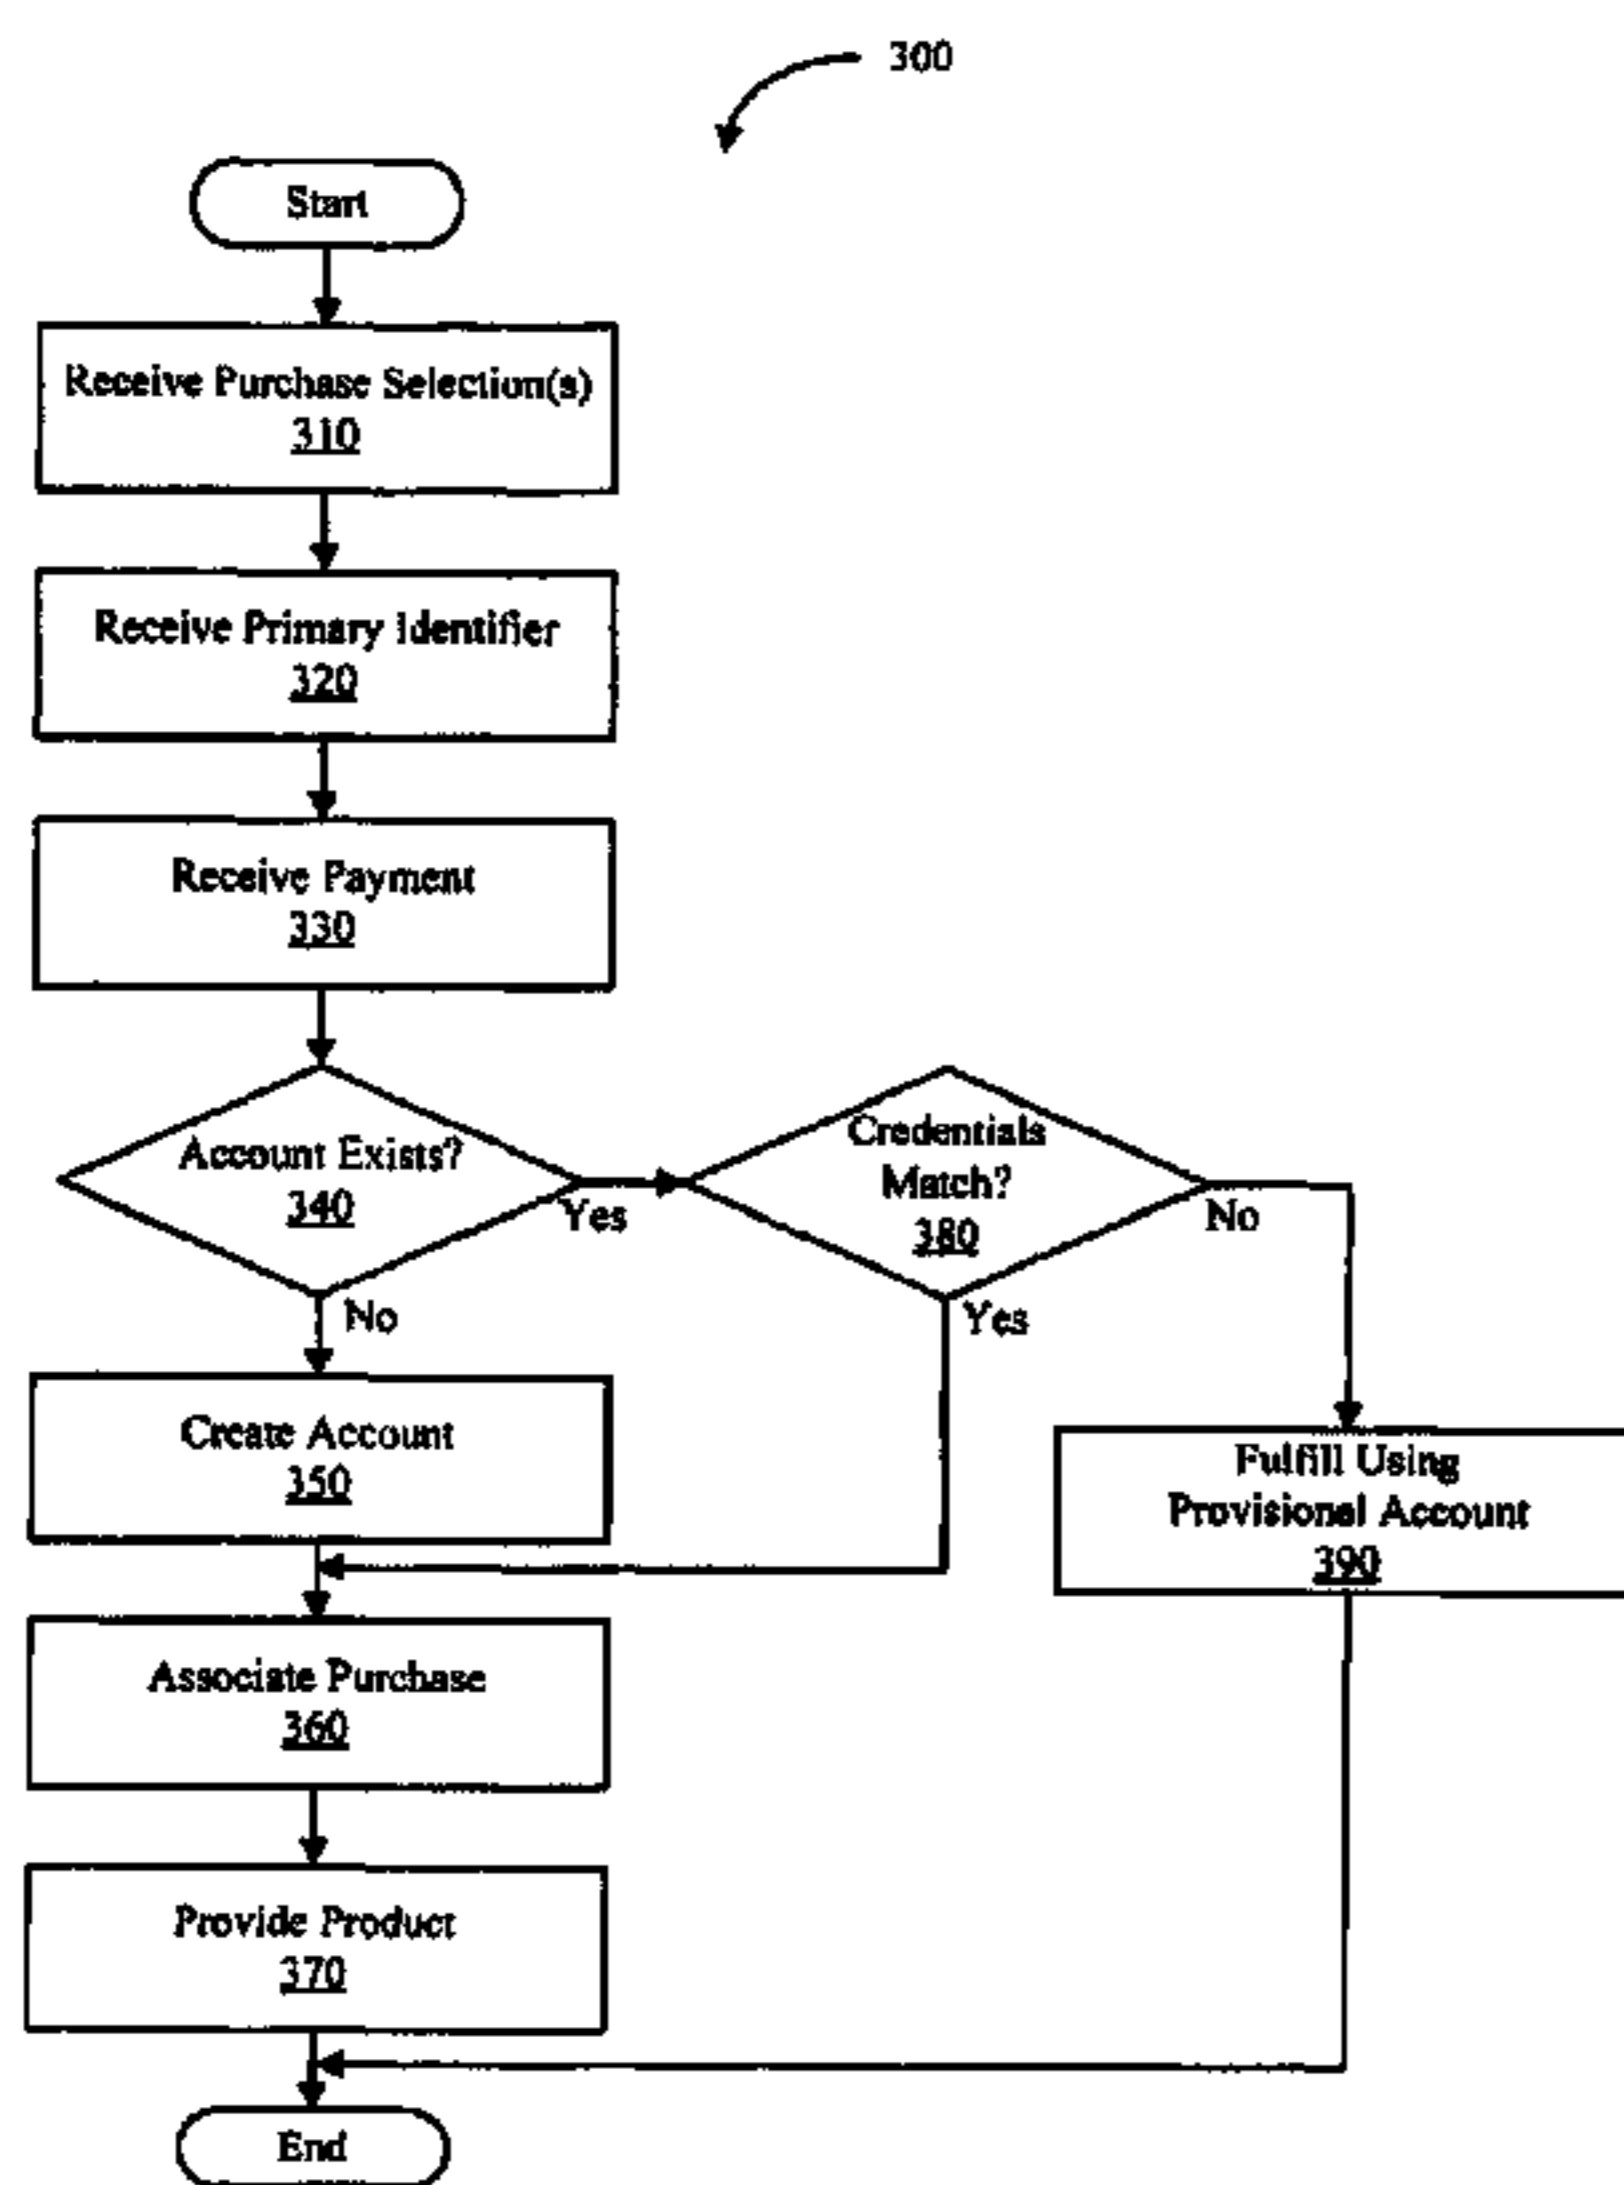 300
Start
Receive Purchase Selection(s)
310
Receive Primary Identifier
320
Receive Payment
330
Account Exists?
340
Yes
No
Credentials
Match?
380
No
Yes
Create Account
350
Fulfill Using
Provisional Account
390
Associate Purchase
360
Provide Product
370
End